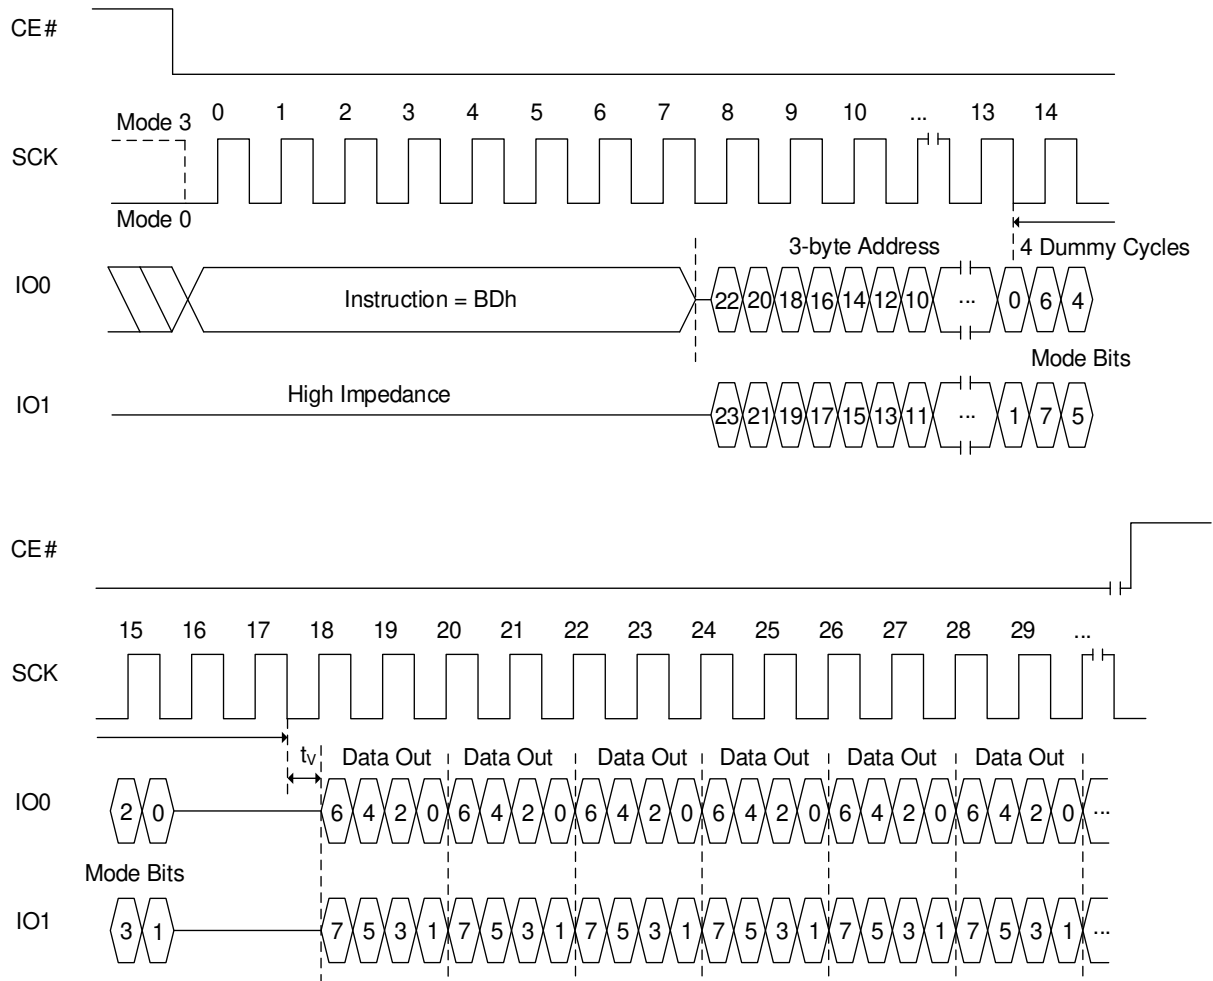 CE#
0 1 2 3 4 5 6 7 8 9 10 ... 13 14
Mode 3
SCK
Mode 0
3-byte Address 4 Dummy Cycles
IO0 Instruction = BDh 22 20 18 16 14 12 10 ... 0 6 4
Mode Bits
High Impedance
IO1 23 21 19 17 15 13 11 ... 1 7 5
CE#
15 16 17 18 19 20 21 22 23 24 25 26 27 28 29 ...
SCK
tV Data Out Data Out Data Out Data Out Data Out Data Out
IO0 2 0 6 4 2 0 6 4 2 0 6 4 2 0 6 4 2 0 6 4 2 0 6 4 2 0 ...
Mode Bits
IO1 3 1 7 5 3 1 7 5 3 1 7 5 3 1 7 5 3 1 7 5 3 1 7 5 3 1 ...